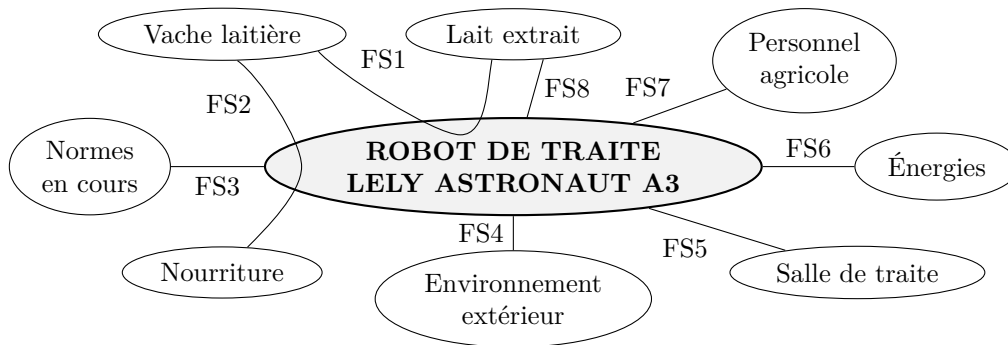 Vache laitière
Lait extrait
Personnel
agricole
FS1
FS8
FS7
FS2
Normes
en cours
FS3
ROBOT DE TRAITE
LELY ASTRONAUT A3
FS6
Énergies
FS4
FS5
Nourriture
Environnement
extérieur
Salle de traite